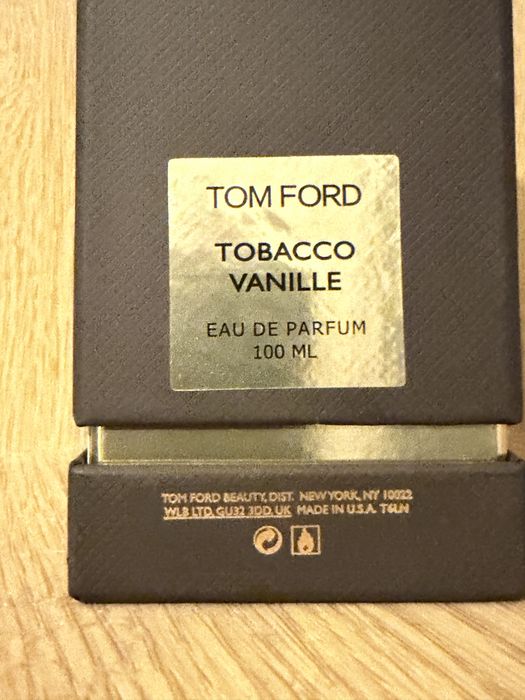 TOM FORD
TOBACCO
VANILLE
EAU DE PARFUM
100 ML
TOM FORD BEAUTY, DIST. NEW YORK, NY 10022
WLB LTD. GU32 3DD, UK MADE IN U.S.A. T6LN